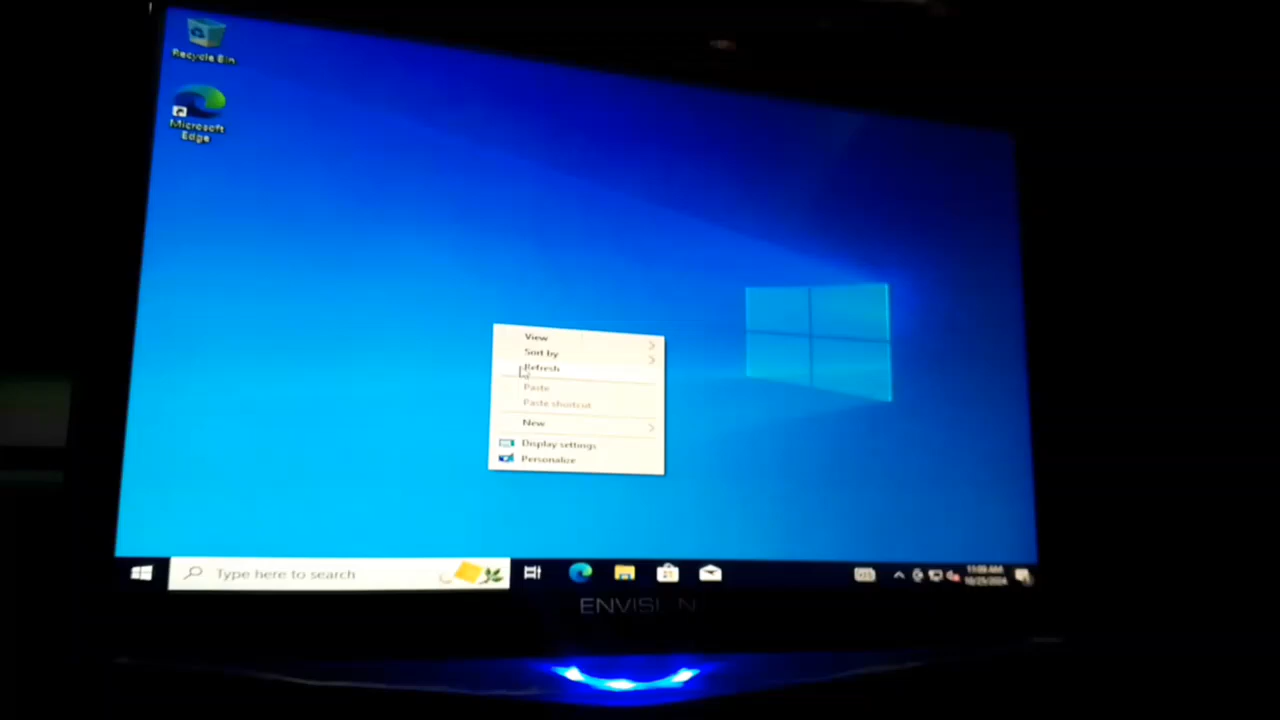 Recycle Bin
Microsoft
Edge
View
Sort by
Refresh
Paste
Paste shortcut
New
Display settings
Personalize
Type here to search
ENVISION